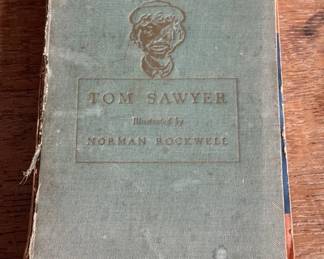 TOM SAWYER
Illustrated by
NORMAN ROCKWELL